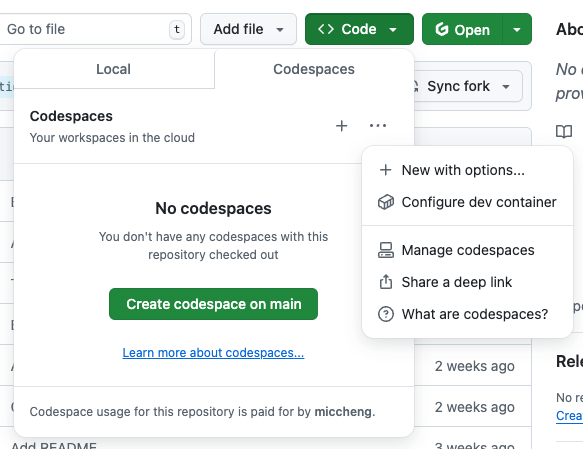 Go to file
t
Add file
Code
Open
Abo
Local
Codespaces
No
Sync fork
prov
Codespaces
Your workspaces in the cloud
New with options...
Configure dev container
No codespaces
You don't have any codespaces with this
repository checked out
Manage codespaces
Share a deep link
Create codespace on main
What are codespaces?
Learn more about codespaces...
2 weeks ago
Rele
2 weeks ago
No re
Crea
Codespace usage for this repository is paid for by miccheng.
Add README
3 weeks ago